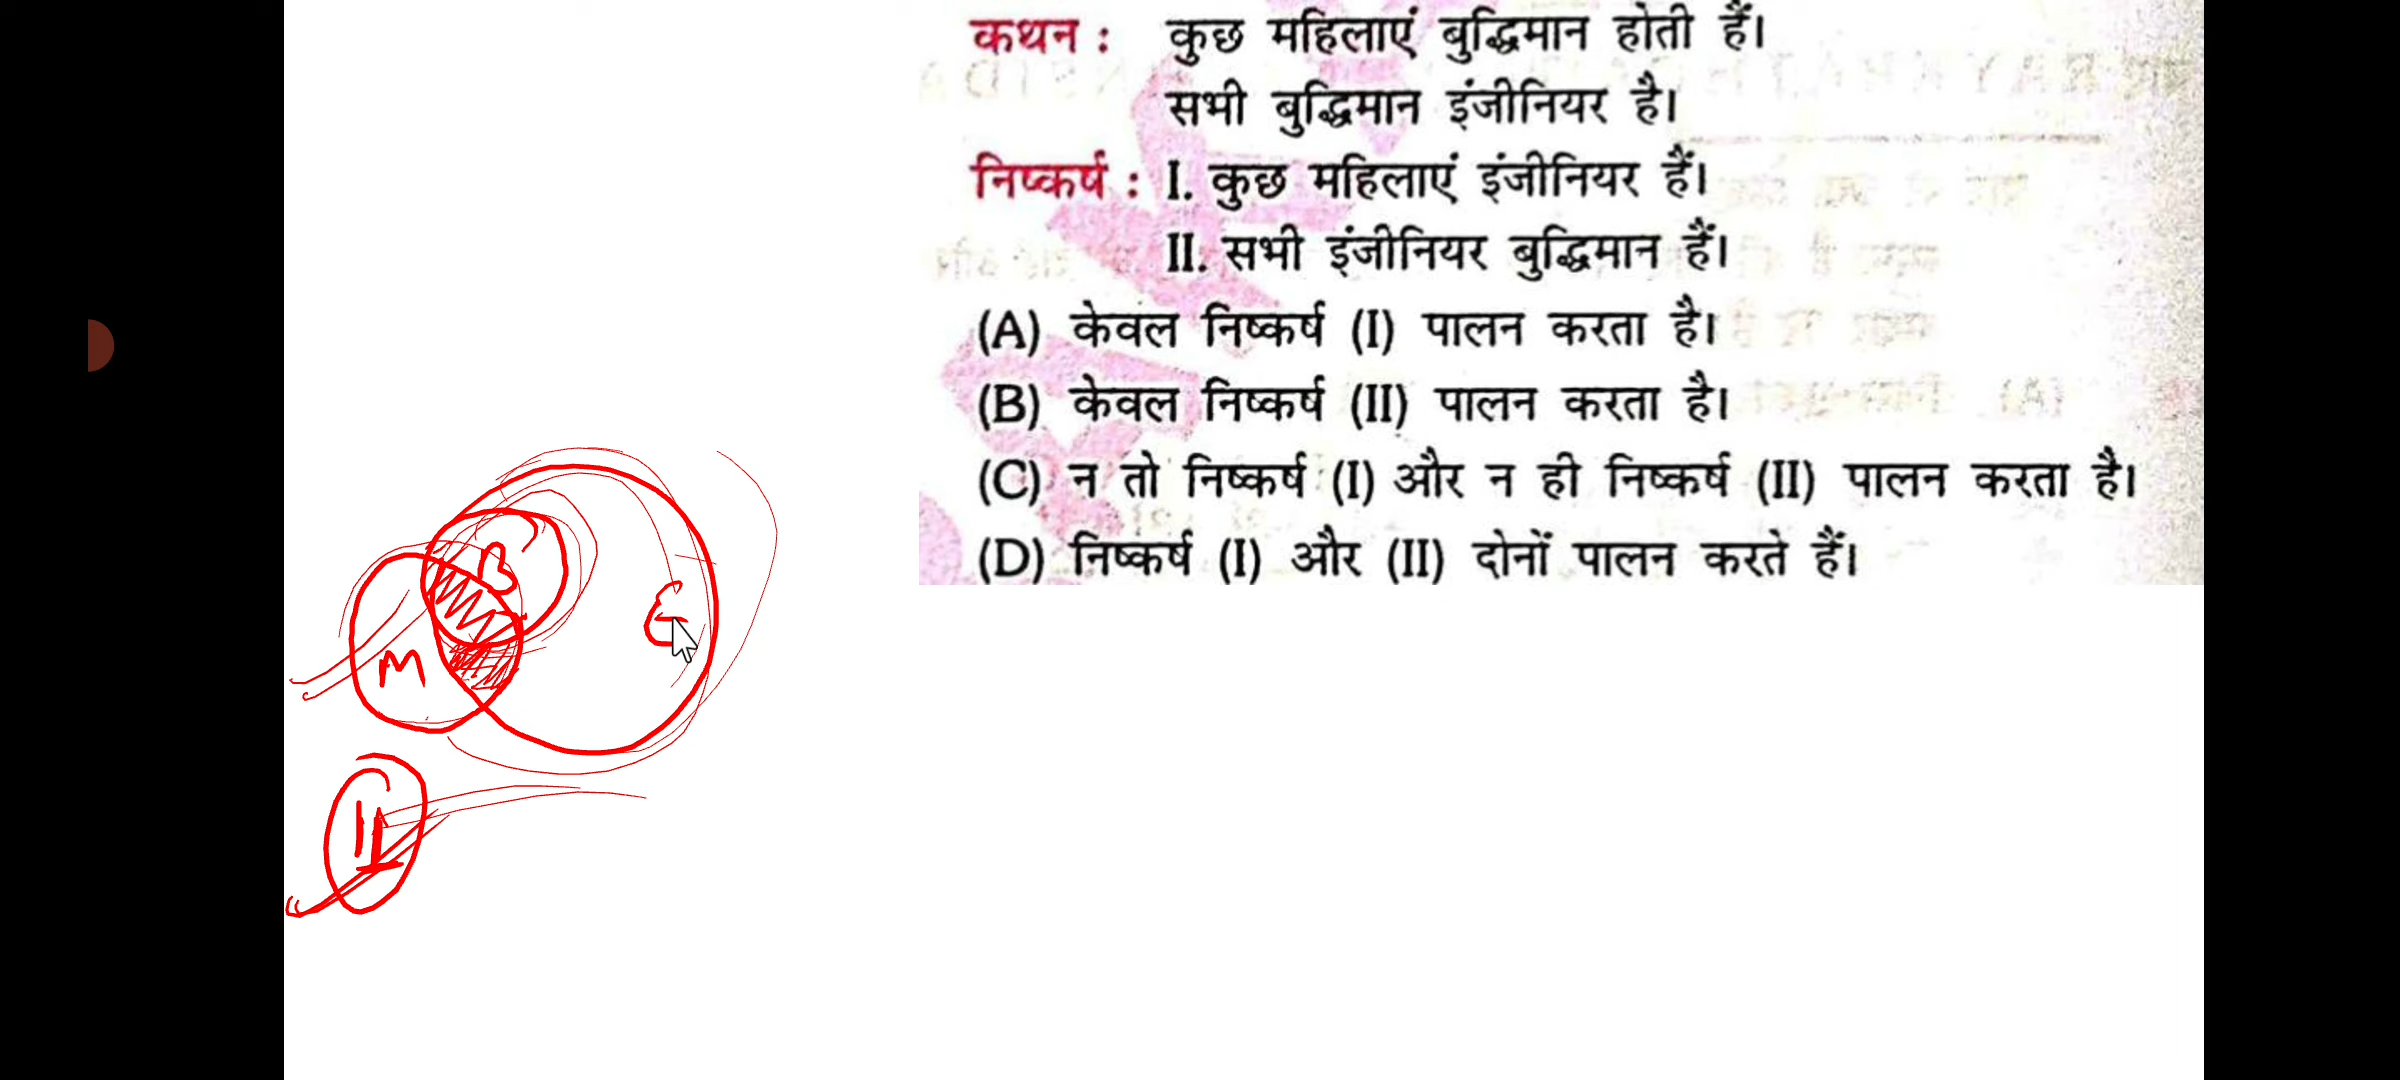 कथन : कुछ महिलाएं बुद्धिमान होती हैं।
सभी बुद्धिमान इंजीनियर है।
निष्कर्ष : I. कुछ महिलाएं इंजीनियर हैं।
II. सभी इंजीनियर बुद्धिमान हैं।
(A) केवल निष्कर्ष (I) पालन करता है।
(B) केवल निष्कर्ष (II) पालन करता है।
(C) न तो निष्कर्ष (I) और न ही निष्कर्ष (II) पालन करता है।
(D) निष्कर्ष (I) और (II) दोनों पालन करते हैं।
B
E
M
II